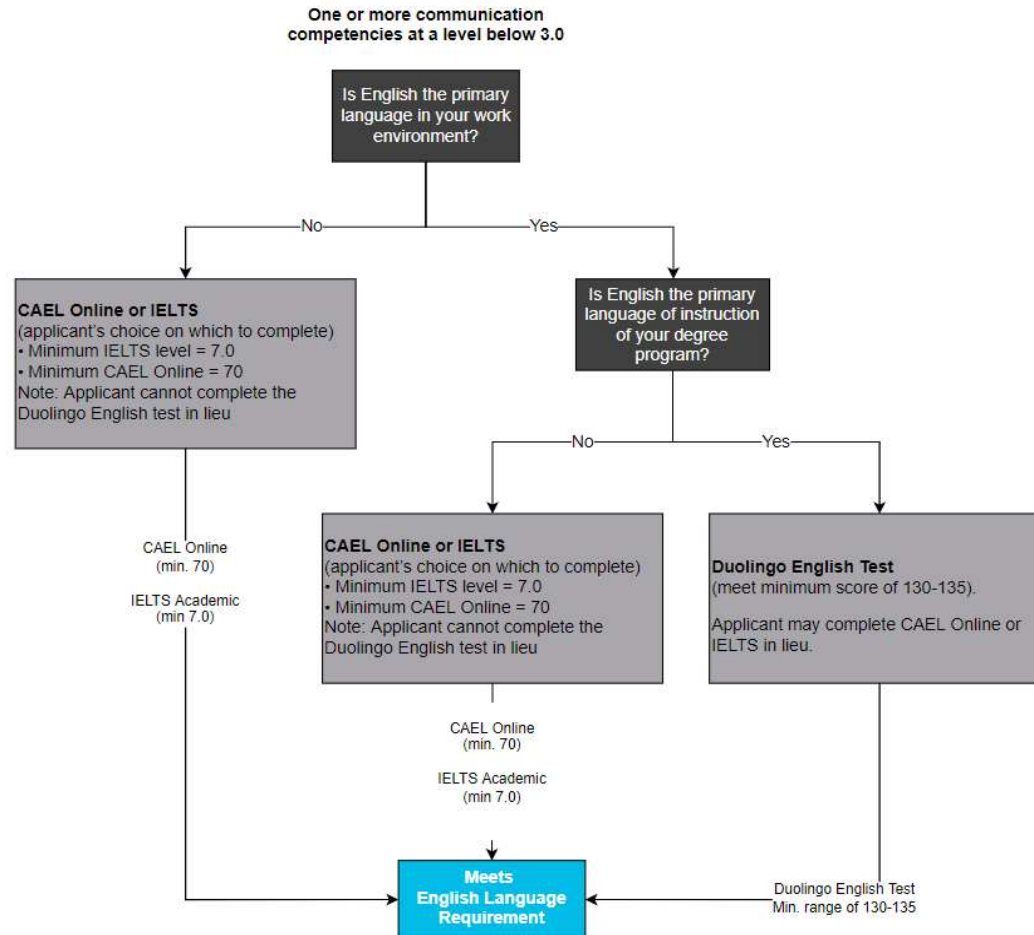 One or more communication
competencies at a level below 3.0
Is English the primary
language in your work
environment?
No
Yes
CAEL Online or IELTS
(applicant's choice on which to complete)
• Minimum IELTS level = 7.0
• Minimum CAEL Online = 70
Note: Applicant cannot complete the
Duolingo English test in lieu
Is English the primary
language of instruction
of your degree
program?
No
Yes
CAEL Online
(min. 70)
IELTS Academic
(min 7.0)
CAEL Online or IELTS
(applicant's choice on which to complete)
• Minimum IELTS level = 7.0
• Minimum CAEL Online = 70
Note: Applicant cannot complete the
Duolingo English test in lieu
Duolingo English Test
(meet minimum score of 130-135).
Applicant may complete CAEL Online or
IELTS in lieu.
CAEL Online
(min. 70)
IELTS Academic
(min 7.0)
Meets
English Language
Requirement
Duolingo English Test
Min. range of 130-135